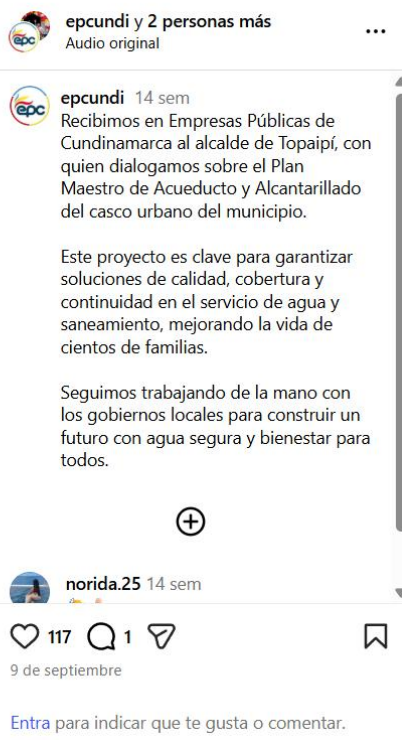 epcundi y 2 personas más
Audio original
epc
epc
epcundi 14 sem
Recibimos en Empresas Públicas de
Cundinamarca al alcalde de Topaipí, con
quien dialogamos sobre el Plan
Maestro de Acueducto y Alcantarillado
del casco urbano del municipio.
Este proyecto es clave para garantizar
soluciones de calidad, cobertura y
continuidad en el servicio de agua y
saneamiento, mejorando la vida de
cientos de familias.
Seguimos trabajando de la mano con
los gobiernos locales para construir un
futuro con agua segura y bienestar para
todos.
norida.25 14 sem
117 1
9 de septiembre
Entra para indicar que te gusta o comentar.